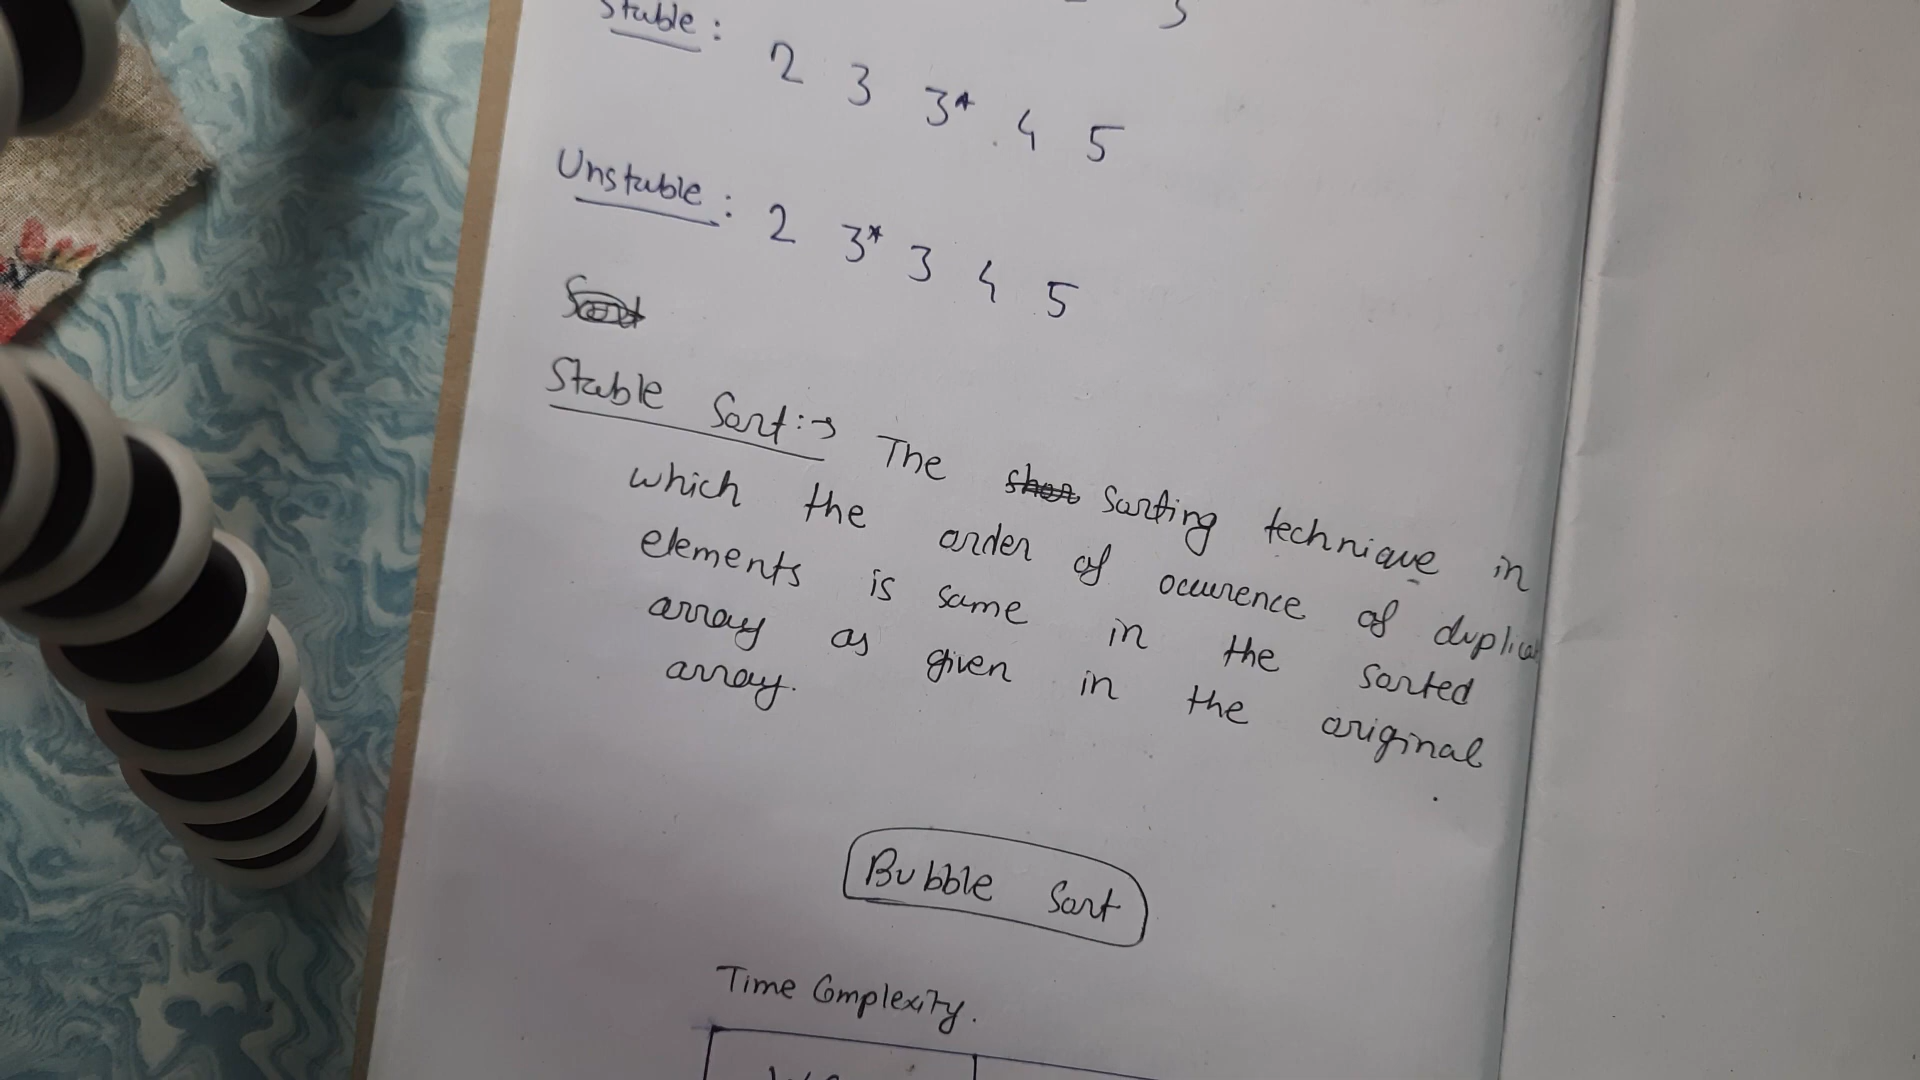 Stable :
2 3 3* 4 5
Unstable : 2 3* 3 4 5
Stable Sort :→ The Sorting technique in
which the order of ocurence of duplicat
elements is same in the sorted
array as given in the original
array.
Bubble Sort
Time Complexity.